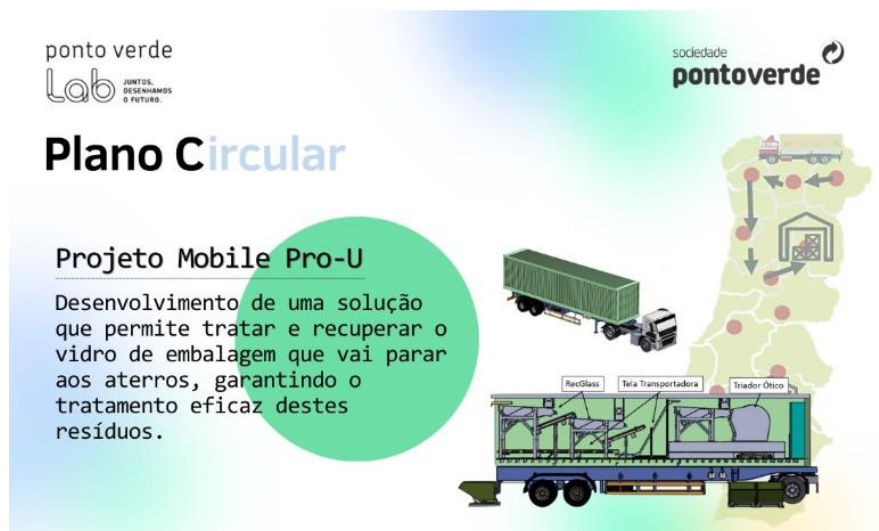 ponto verde
Lab
JUNTOS,
DESENHAMOS
O FUTURO.
sociedade
pontoverde
Plano Circular
Projeto Mobile Pro-U
Desenvolvimento de uma solução
que permite tratar e recuperar o
vidro de embalagem que vai parar
aos aterros, garantindo o
tratamento eficaz destes
resíduos.
RecGlass
Tela Transportadora
Triador Ótico